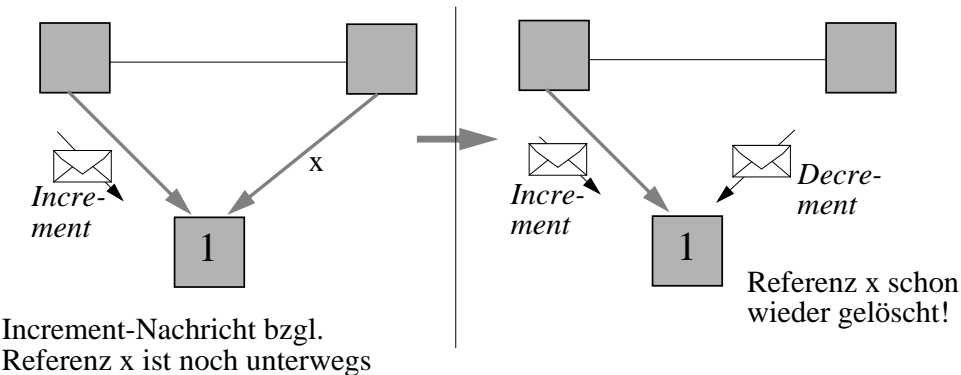 x
Incre-
ment
1
Increment-Nachricht bzgl.
Referenz x ist noch unterwegs
Incre-
ment
Decre-
ment
1
Referenz x schon
wieder gelöscht!